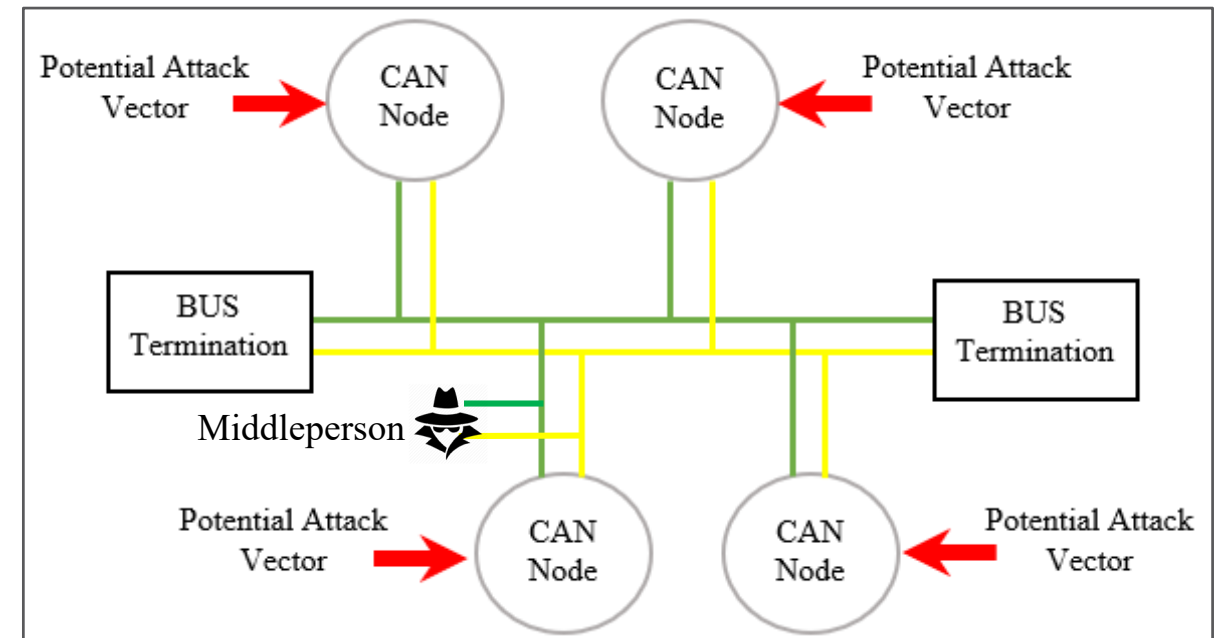 Potential Attack
Vector
CAN
Node
CAN
Node
Potential Attack
Vector
BUS
Termination
BUS
Termination
Middleperson
Potential Attack
Vector
CAN
Node
CAN
Node
Potential Attack
Vector